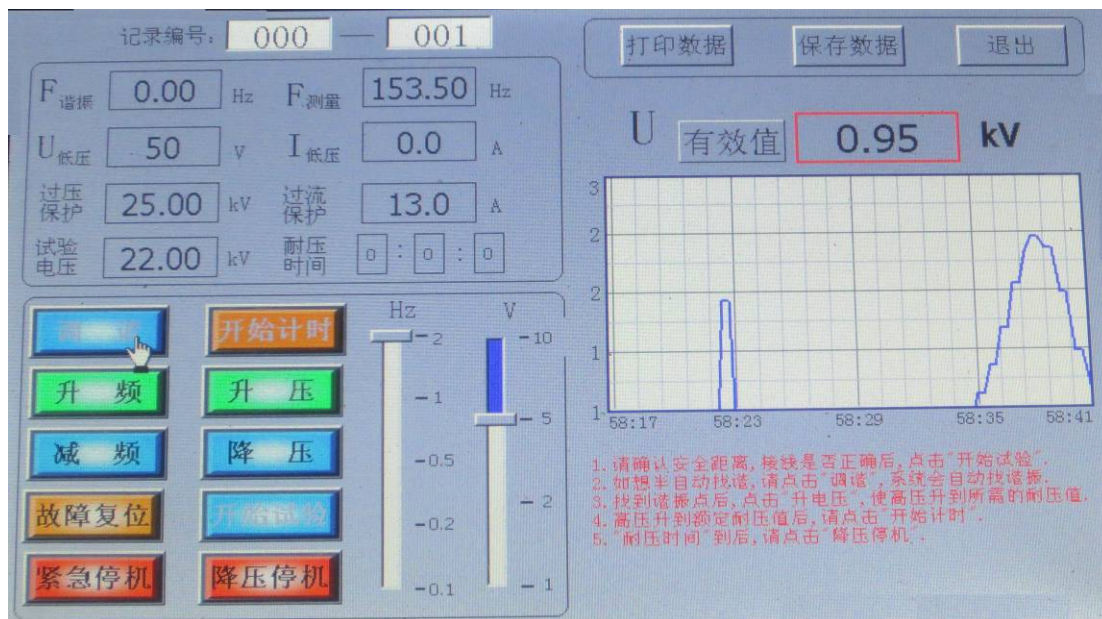 记录编号: 000 — 001
打印数据 保存数据 退出
F谐振 0.00 Hz F测量 153.50 Hz
U低压 50 V I低压 0.0 A
过压保护 25.00 kV 过流保护 13.0 A
试验电压 22.00 kV 耐压时间 0 : 0 : 0
U 有效值 0.95 kV
3
2
2
1
1
58:17 58:23 58:29 58:35 58:41
Hz V
开始计时
升 频 升 压
减 频 降 压
故障复位 开始试验
紧急停机 降压停机
2
1
0.5
0.2
0.1
10
5
2
1
1. 请确认安全距离,接线是否正确后,点击"开始试验".
2. 如想半自动找谐,请点击"调谐",系统会自动找谐振.
3. 找到谐振点后,点击"升电压",使高压升到所需的耐压值.
4. 高压升到额定耐压值后,请点击"开始计时".
5. "耐压时间"到后,请点击"降压停机".